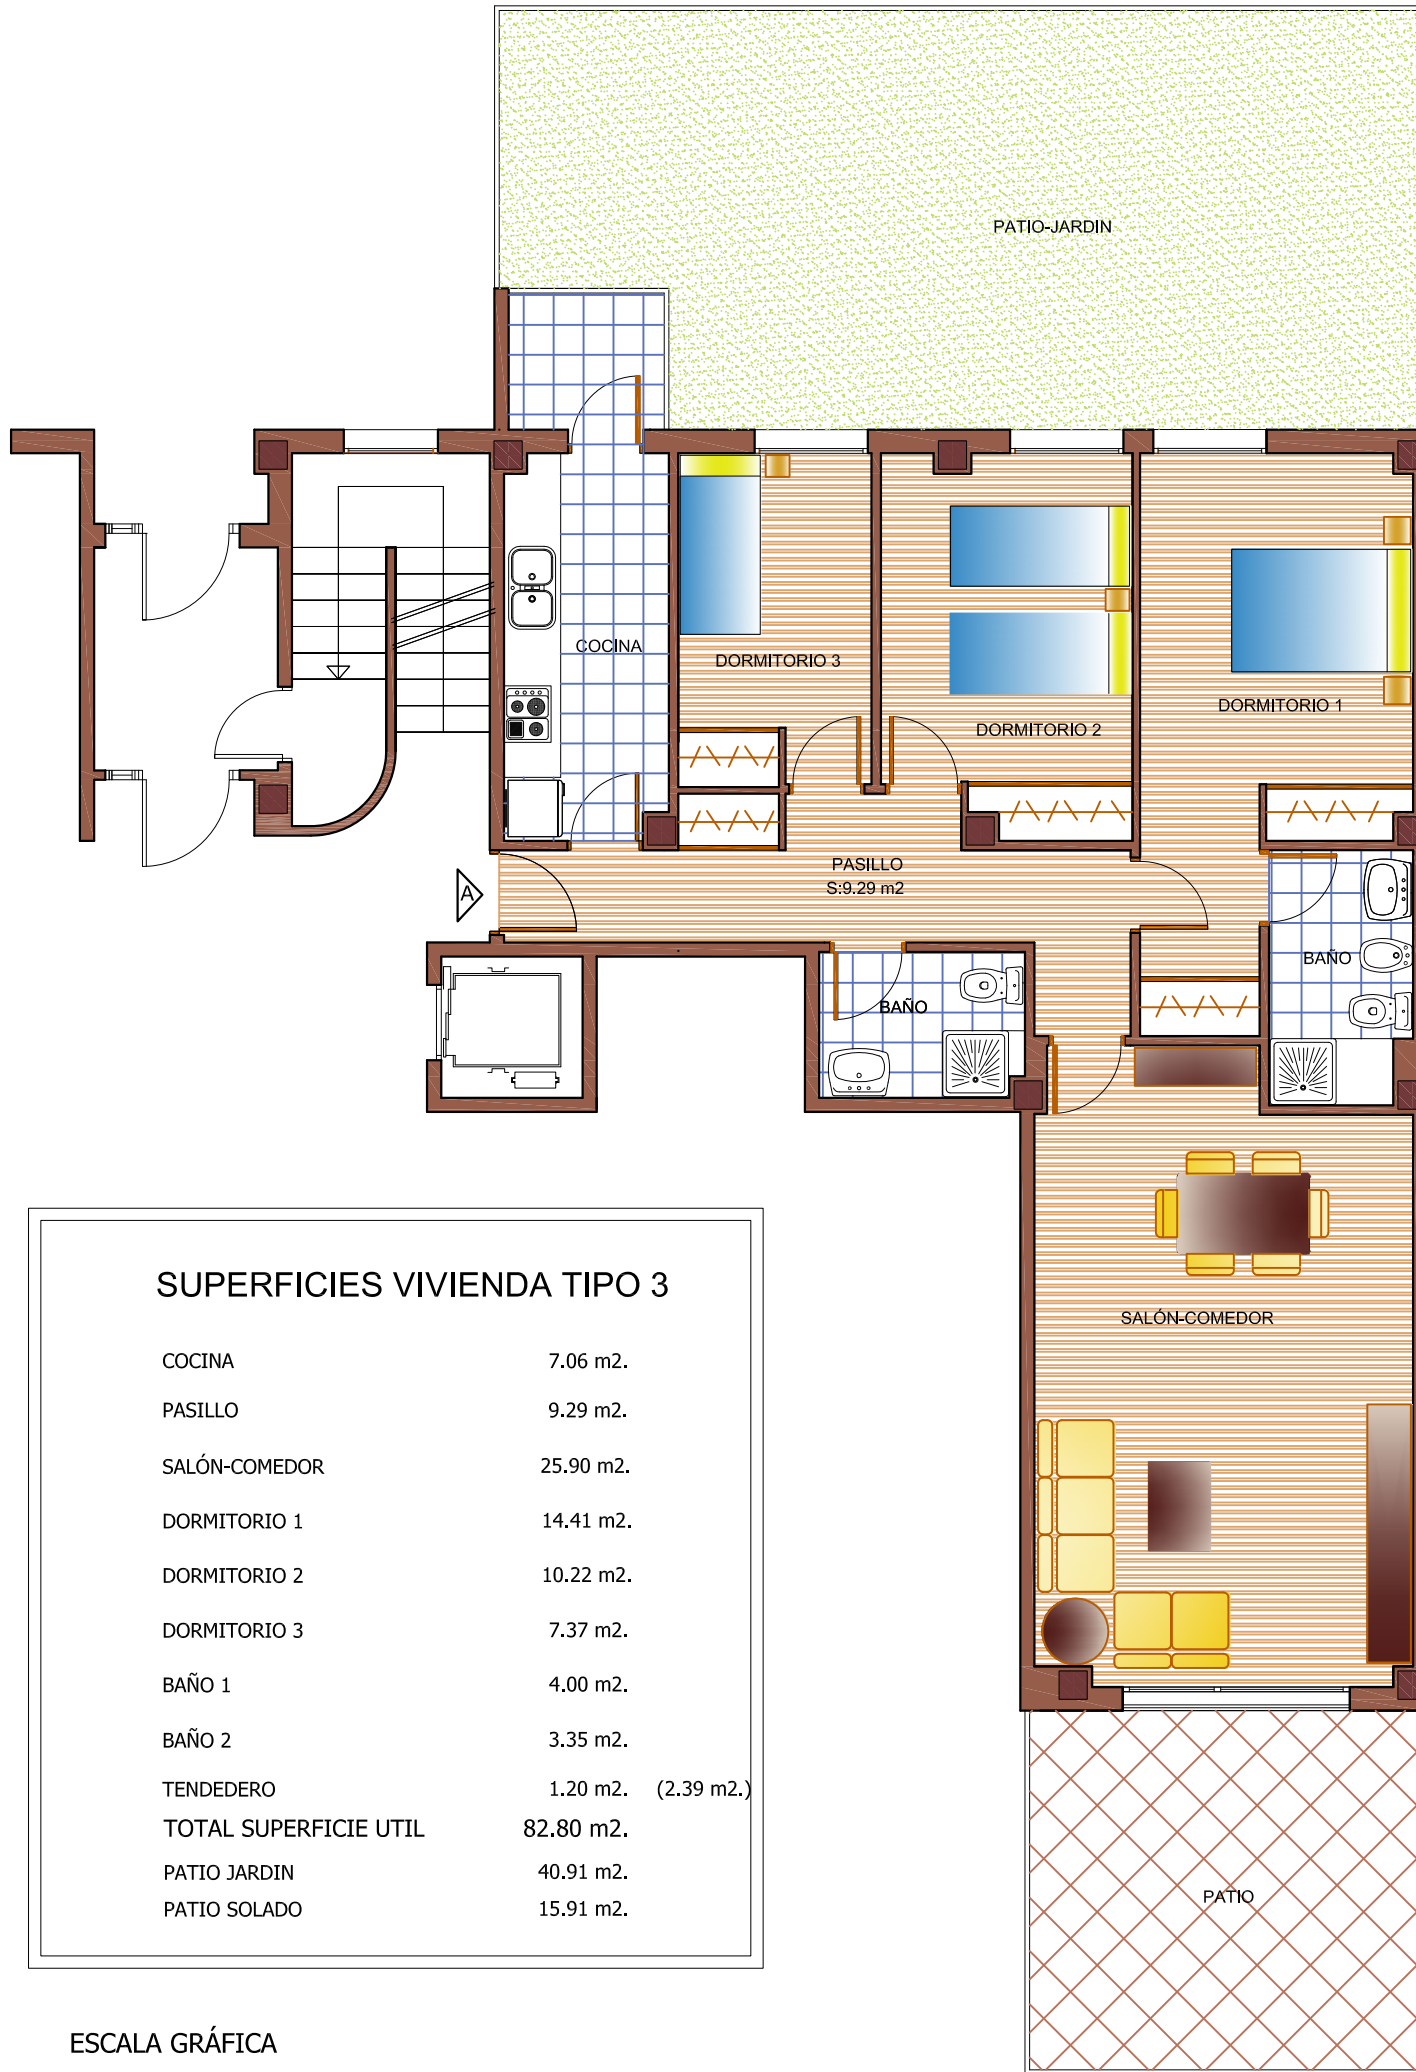 PATIO-JARDIN
COCINA
DORMITORIO 3
DORMITORIO 2
DORMITORIO 1
PASILLO
S:9.29 m2
A
BAÑO
BAÑO
SALÓN-COMEDOR
SUPERFICIES VIVIENDA TIPO 3
COCINA 7.06 m2.
PASILLO 9.29 m2.
SALÓN-COMEDOR 25.90 m2.
DORMITORIO 1 14.41 m2.
DORMITORIO 2 10.22 m2.
DORMITORIO 3 7.37 m2.
BAÑO 1 4.00 m2.
BAÑO 2 3.35 m2.
TENDEDERO 1.20 m2. (2.39 m2.)
TOTAL SUPERFICIE UTIL 82.80 m2.
PATIO JARDIN 40.91 m2.
PATIO SOLADO 15.91 m2.
PATIO
ESCALA GRÁFICA